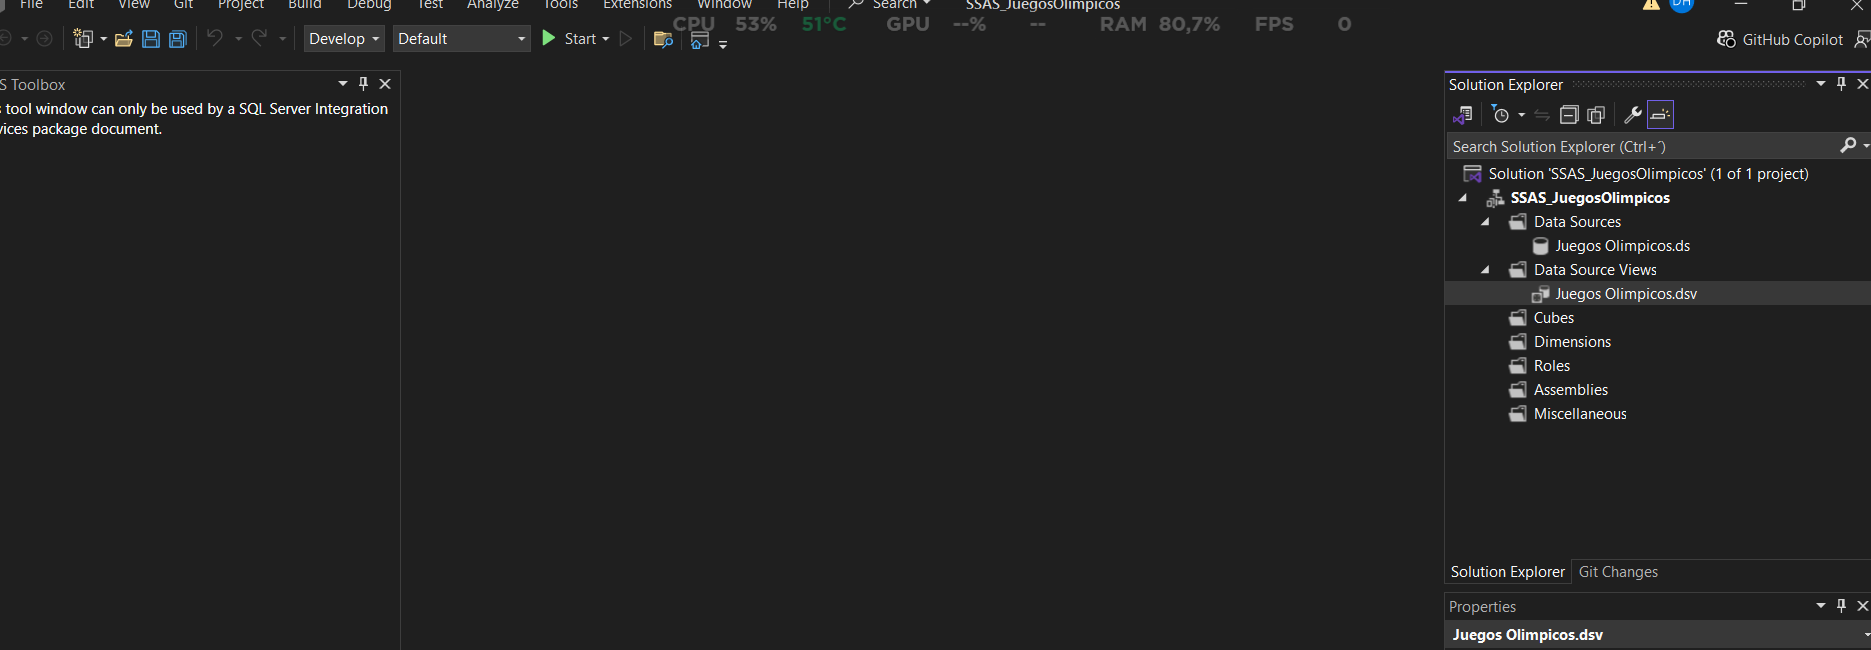 File Edit View Git Project Build Debug Test Analyze Tools Extensions Window Help Search SSAS_JuegosOlimpicos DH
CPU 53% 51°C GPU --% -- RAM 80,7% FPS 0
Develop Default Start GitHub Copilot
S Toolbox
s tool window can only be used by a SQL Server Integration
vices package document.
Solution Explorer
Search Solution Explorer (Ctrl+´)
Solution 'SSAS_JuegosOlimpicos' (1 of 1 project)
SSAS_JuegosOlimpicos
Data Sources
Juegos Olimpicos.ds
Data Source Views
Juegos Olimpicos.dsv
Cubes
Dimensions
Roles
Assemblies
Miscellaneous
Solution Explorer Git Changes
Properties
Juegos Olimpicos.dsv